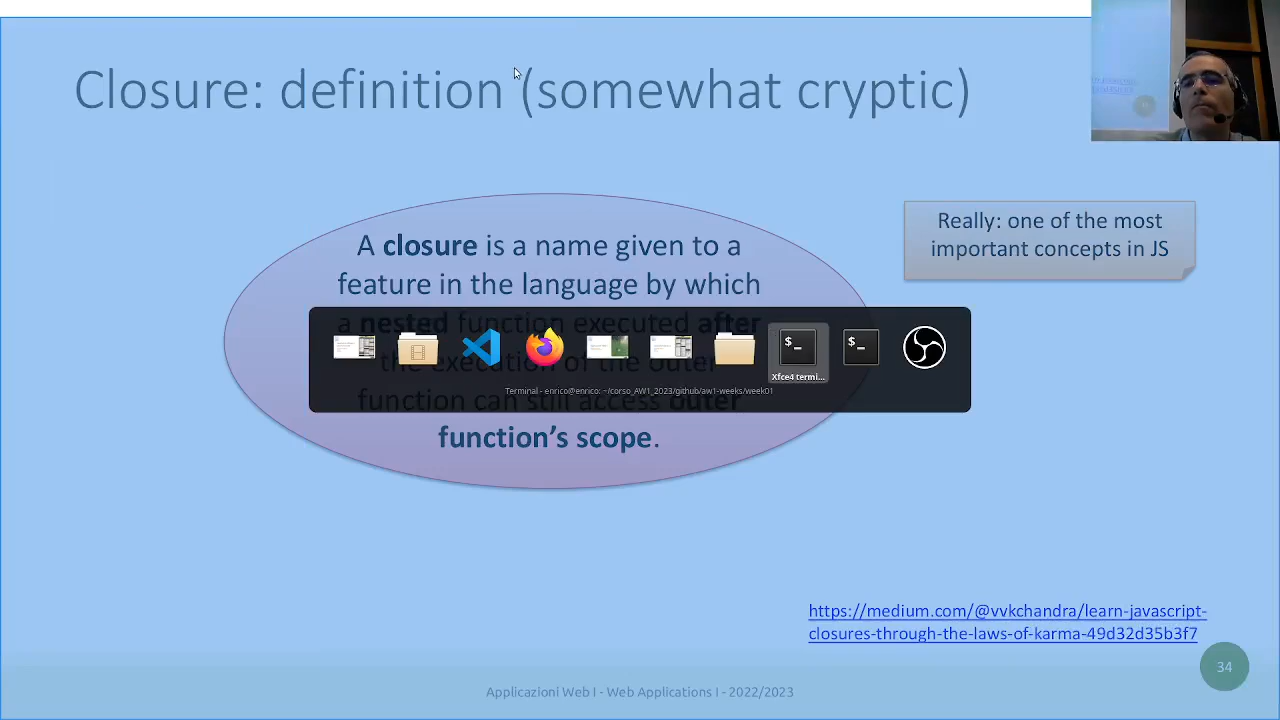 Closure: definition (somewhat cryptic)
A closure is a name given to a
feature in the language by which
a nested function executed after
the execution of the outer
function can still access outer
function’s scope.
Really: one of the most
important concepts in JS
$_
$_
Xfce4 termi...
Terminal - enrico@enrico: ~/corso_AW1_2023/github/aw1-weeks/week01
https://medium.com/@vvkchandra/learn-javascript-
closures-through-the-laws-of-karma-49d32d35b3f7
34
Applicazioni Web I - Web Applications I - 2022/2023